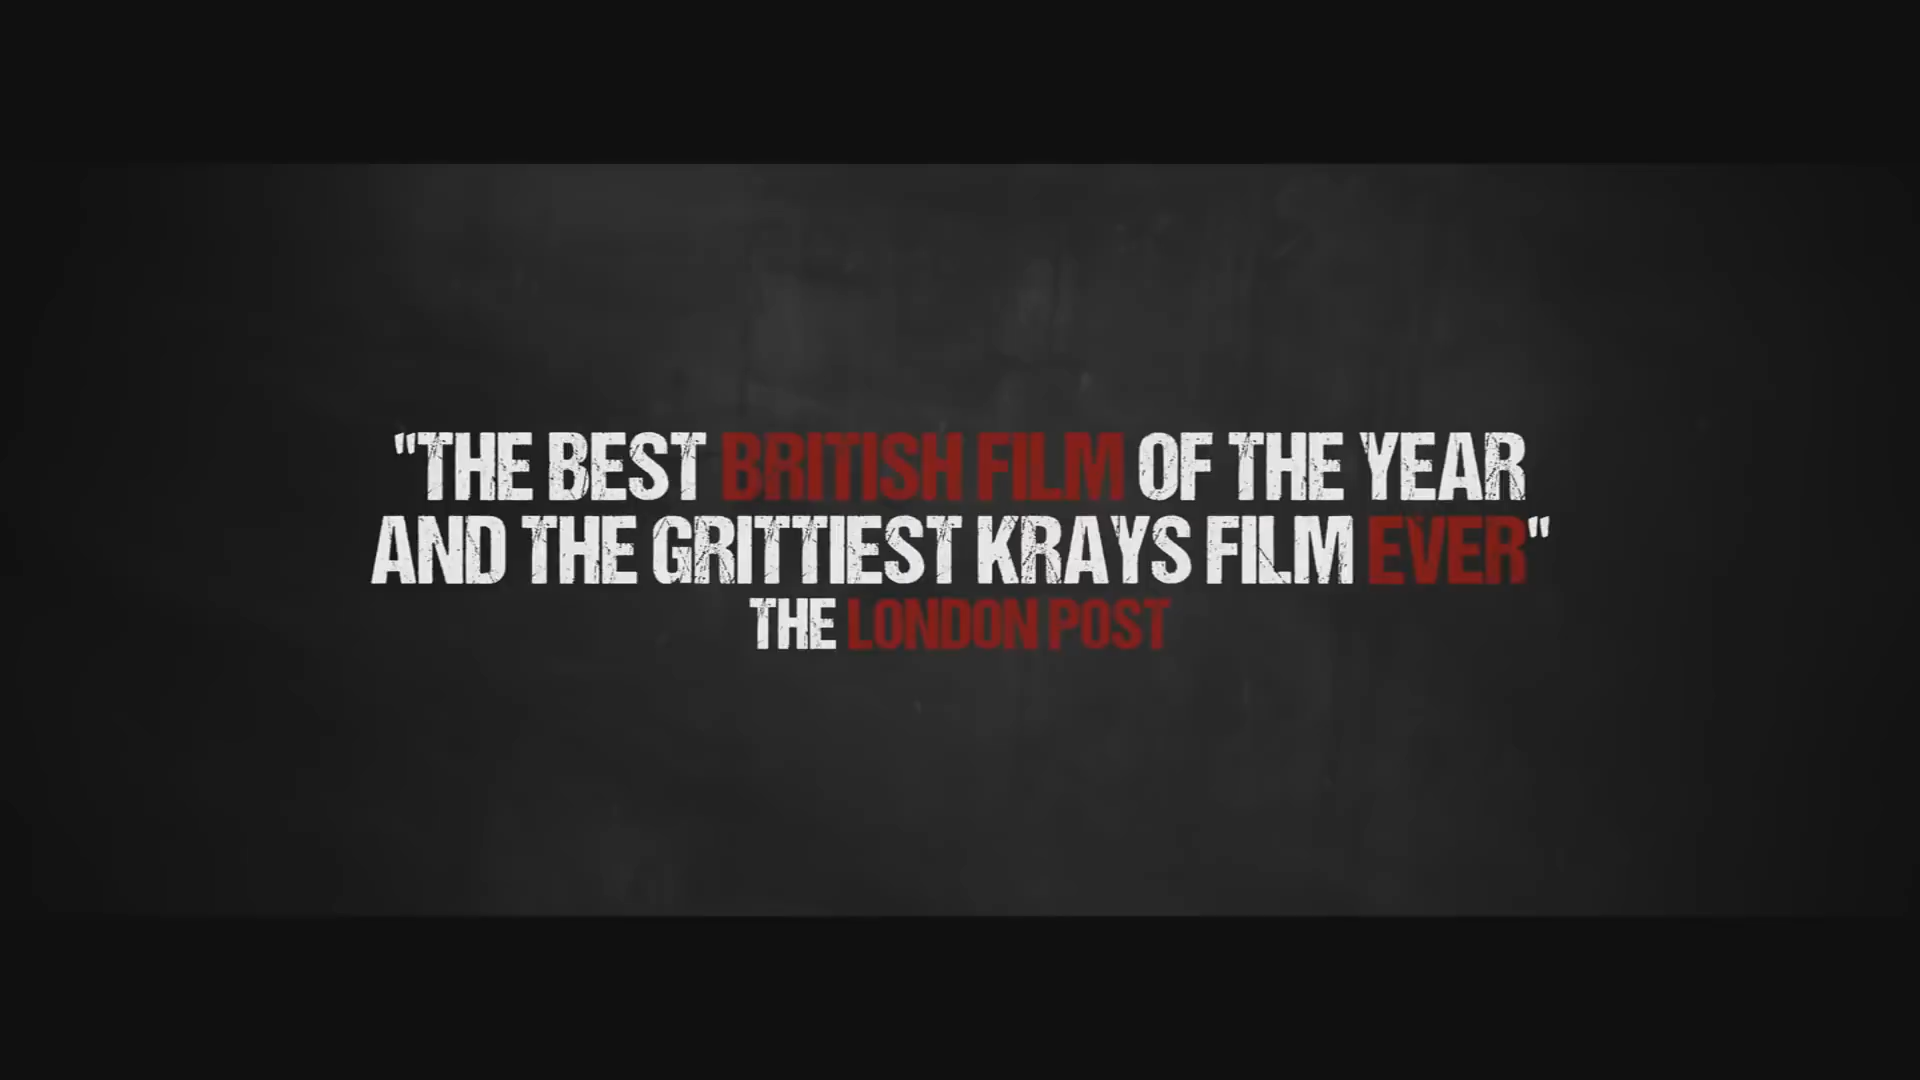 "THE BEST BRITISH FILM OF THE YEAR
AND THE GRITTIEST KRAYS FILM EVER"
THE LONDON POST